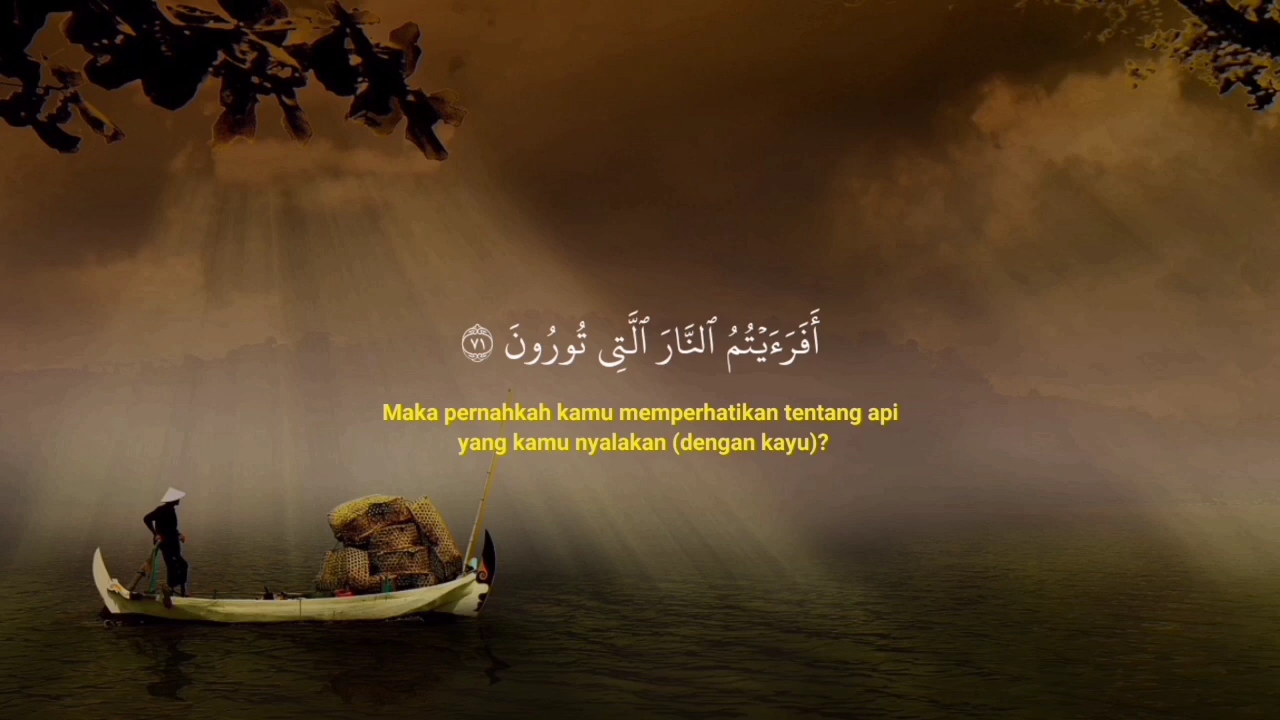 أَفَرَءَيْتُمُ ٱلنَّارَ ٱلَّتِى تُورُونَ ٧١
Maka pernahkah kamu memperhatikan tentang api
yang kamu nyalakan (dengan kayu)?